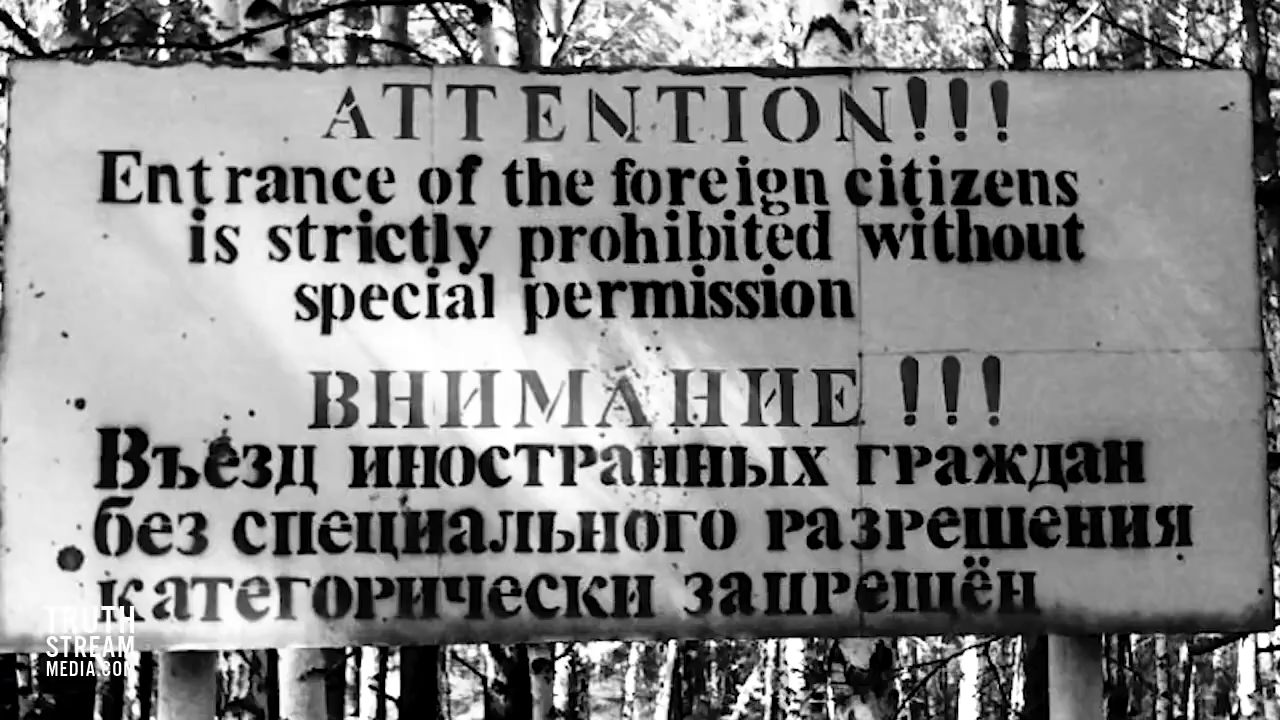 ATTENTION!!!
Entrance of the foreign citizens
is strictly prohibited without
special permission
ВНИМАНИЕ !!!
Въезд иностранных граждан
без специального разрешения
категорически запрещён
TRUTH
STREAM
MEDIA.COM